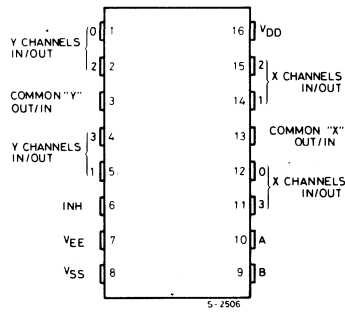 0 1 16 VDD
Y CHANNELS
IN/OUT
2 2 15 2
X CHANNELS
IN/OUT
14 1
COMMON "Y"
OUT/IN
3 13 COMMON "X"
OUT/IN
Y CHANNELS
IN/OUT
3 4 12 0
1 5 11 3
X CHANNELS
IN/OUT
INH 6
VEE 7 10 A
VSS 8 9 B
S-2506